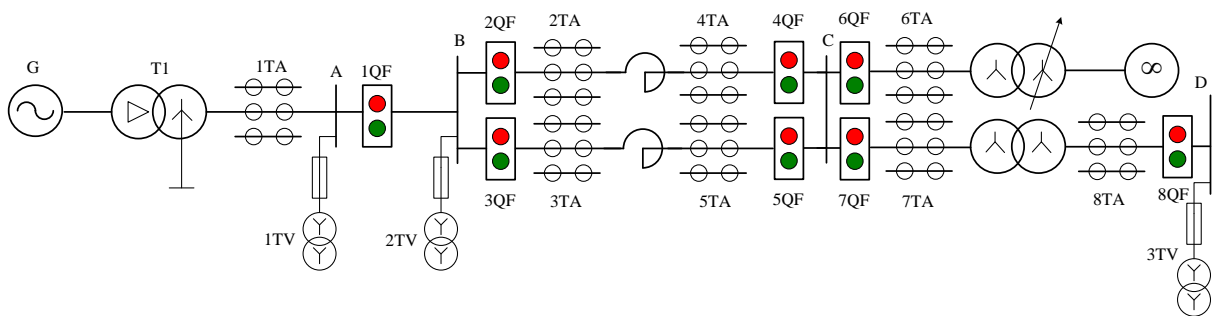 2QF 2TA 4TA 4QF 6QF 6TA
G T1 1TA A 1QF B C D
∞
3QF 3TA 5TA 5QF 7QF 7TA 8TA 8QF
1TV 2TV 3TV